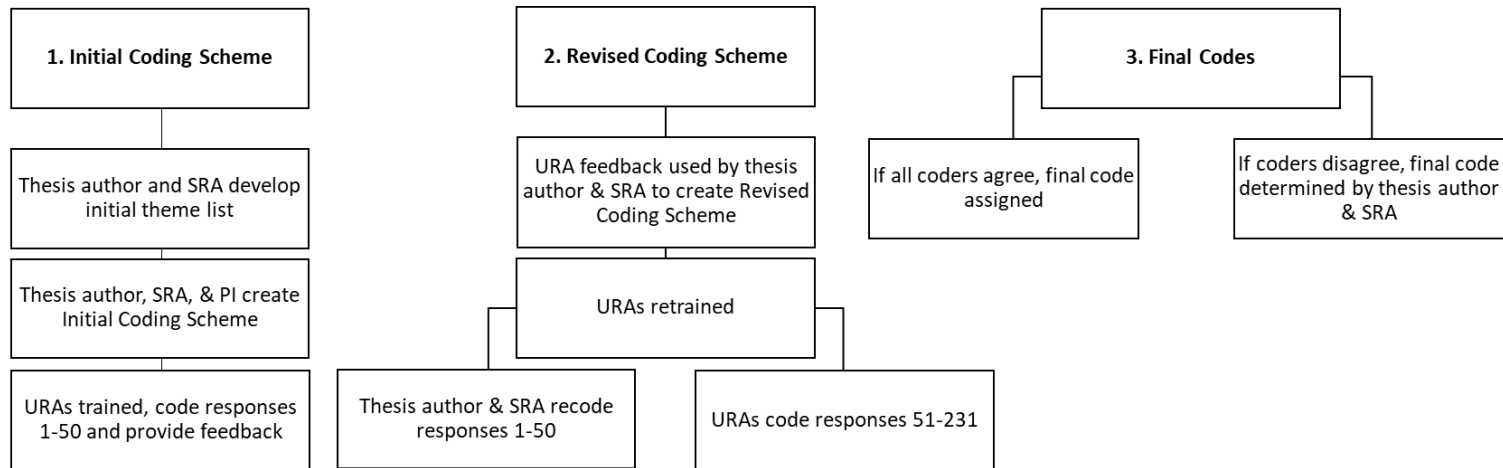 1. Initial Coding Scheme
Thesis author and SRA develop
initial theme list
Thesis author, SRA, & PI create
Initial Coding Scheme
URAs trained, code responses
1-50 and provide feedback
2. Revised Coding Scheme
URA feedback used by thesis
author & SRA to create Revised
Coding Scheme
URAs retrained
Thesis author & SRA recode
responses 1-50
URAs code responses 51-231
3. Final Codes
If all coders agree, final code
assigned
If coders disagree, final code
determined by thesis author
& SRA